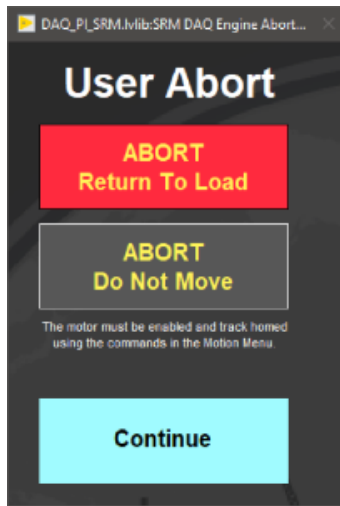 DAQ_PI_SRM.lvlib:SRM DAQ Engine Abort...
User Abort
ABORT
Return To Load
ABORT
Do Not Move
The motor must be enabled and track homed
using the commands in the Motion Menu.
Continue